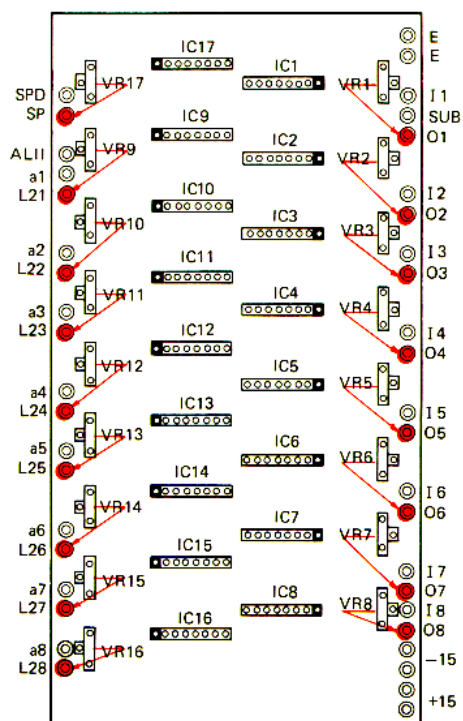 E
IC17
E
IC1
VR17
VR1
SPD
I1
SP
SUB
IC9
O1
ALII
VR9
IC2
VR2
a1
L21
IC10
I2
O2
VR10
IC3
VR3
a2
I3
L22
IC11
O3
VR11
IC4
VR4
a3
L23
I4
IC12
O4
VR12
IC5
VR5
a4
L24
IC13
I5
O5
VR13
IC6
a5
VR6
L25
IC14
I6
VR14
O6
a6
IC7
VR7
L26
IC15
I7
VR15
a7
O7
L27
IC8
VR8
I8
IC16
O8
a8
VR16
-15
L28
+15